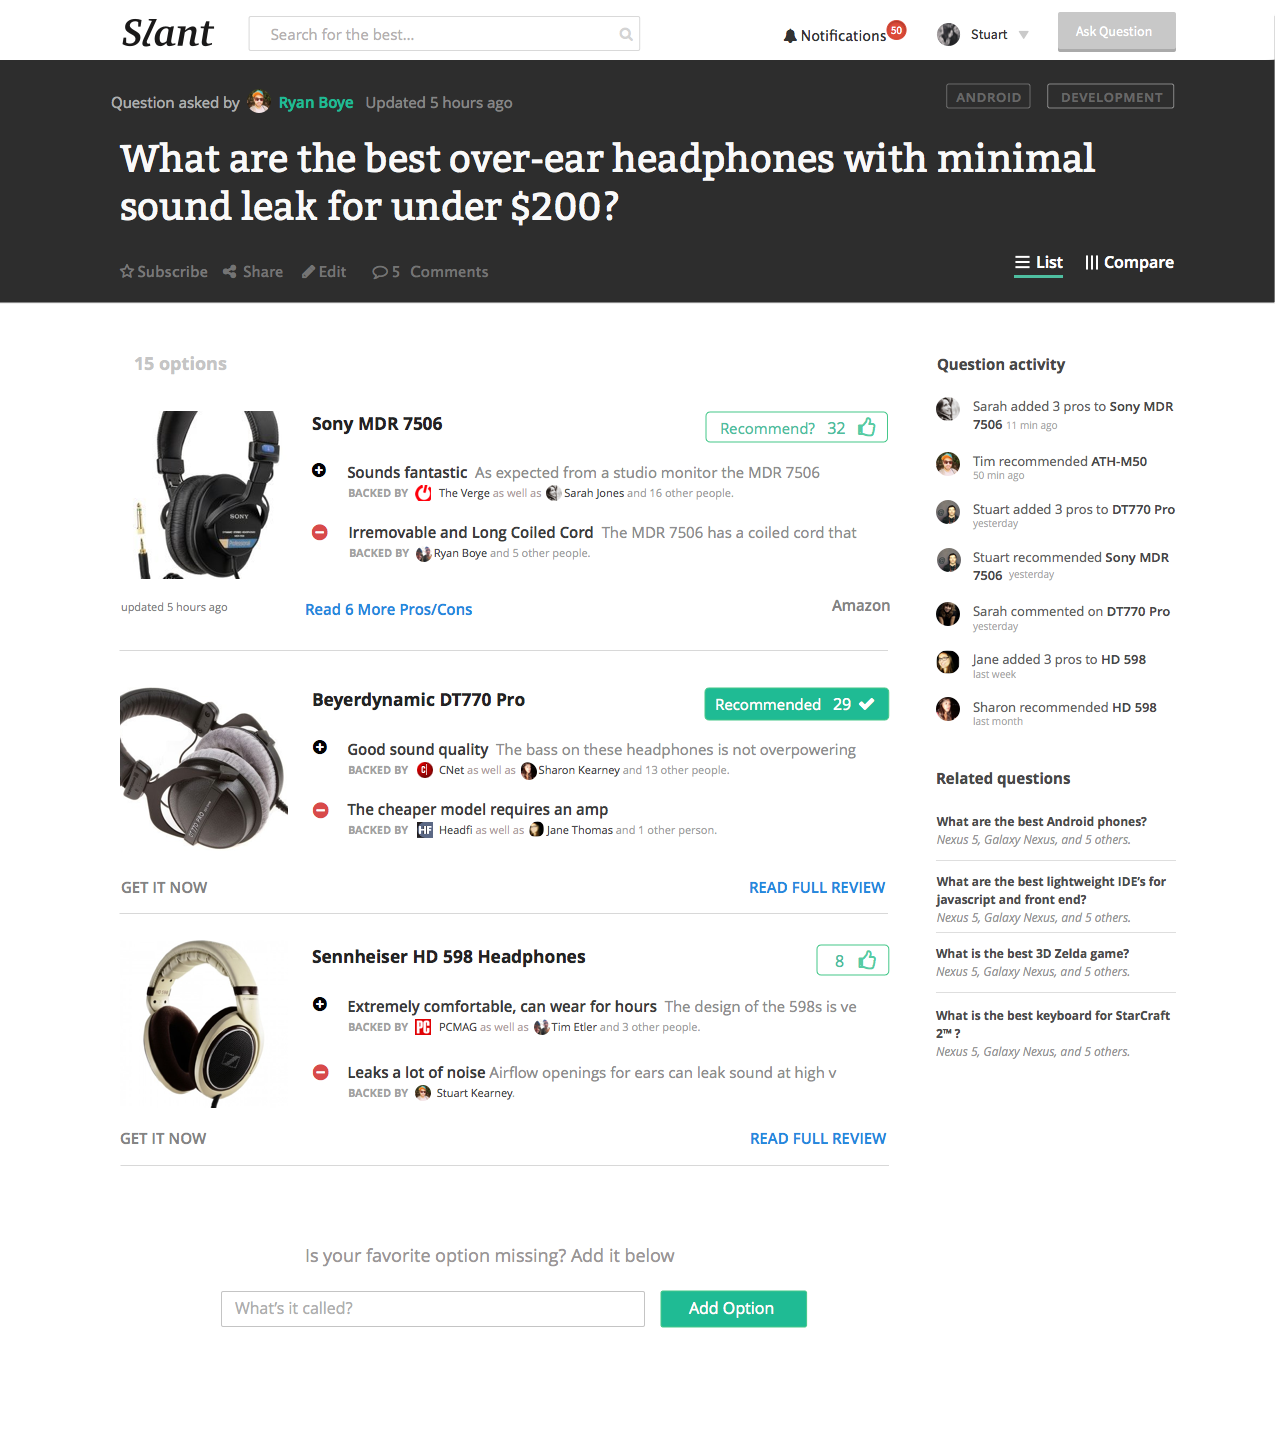 Slant
Search for the best...
Notifications 50
Stuart
Ask Question
Question asked by Ryan Boye Updated 5 hours ago
ANDROID
DEVELOPMENT
What are the best over-ear headphones with minimal
sound leak for under $200?
Subscribe Share Edit 5 Comments
List Compare
15 options
Sony MDR 7506
Recommend? 32
Sounds fantastic As expected from a studio monitor the MDR 7506
BACKED BY The Verge as well as Sarah Jones and 16 other people.
Irremovable and Long Coiled Cord The MDR 7506 has a coiled cord that
BACKED BY Ryan Boye and 5 other people.
SONY
updated 5 hours ago
Read 6 More Pros/Cons
Amazon
Beyerdynamic DT770 Pro
Recommended 29
Good sound quality The bass on these headphones is not overpowering
BACKED BY CNet as well as Sharon Kearney and 13 other people.
The cheaper model requires an amp
BACKED BY HF Headfi as well as Jane Thomas and 1 other person.
DT770 PRO
GET IT NOW
READ FULL REVIEW
Sennheiser HD 598 Headphones
8
Extremely comfortable, can wear for hours The design of the 598s is ve
BACKED BY PC PCMAG as well as Tim Etler and 3 other people.
Leaks a lot of noise Airflow openings for ears can leak sound at high v
BACKED BY Stuart Kearney.
GET IT NOW
READ FULL REVIEW
Is your favorite option missing? Add it below
What's it called?
Add Option
Question activity
Sarah added 3 pros to Sony MDR
7506 11 min ago
Tim recommended ATH-M50
50 min ago
Stuart added 3 pros to DT770 Pro
yesterday
Stuart recommended Sony MDR
7506 yesterday
Sarah commented on DT770 Pro
yesterday
Jane added 3 pros to HD 598
last week
Sharon recommended HD 598
last month
Related questions
What are the best Android phones?
Nexus 5, Galaxy Nexus, and 5 others.
What are the best lightweight IDE's for
javascript and front end?
Nexus 5, Galaxy Nexus, and 5 others.
What is the best 3D Zelda game?
Nexus 5, Galaxy Nexus, and 5 others.
What is the best keyboard for StarCraft
2™ ?
Nexus 5, Galaxy Nexus, and 5 others.